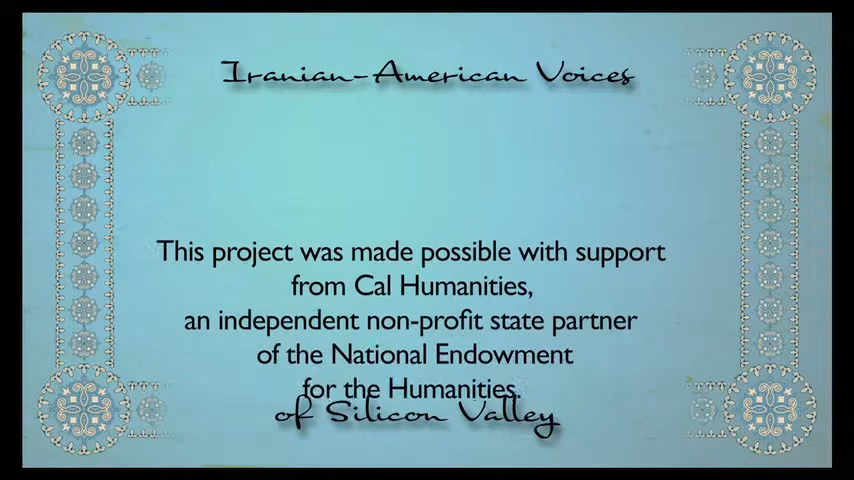 Iranian-American Voices
This project was made possible with support
from Cal Humanities,
an independent non-profit state partner
of the National Endowment
for the Humanities.
of Silicon Valley